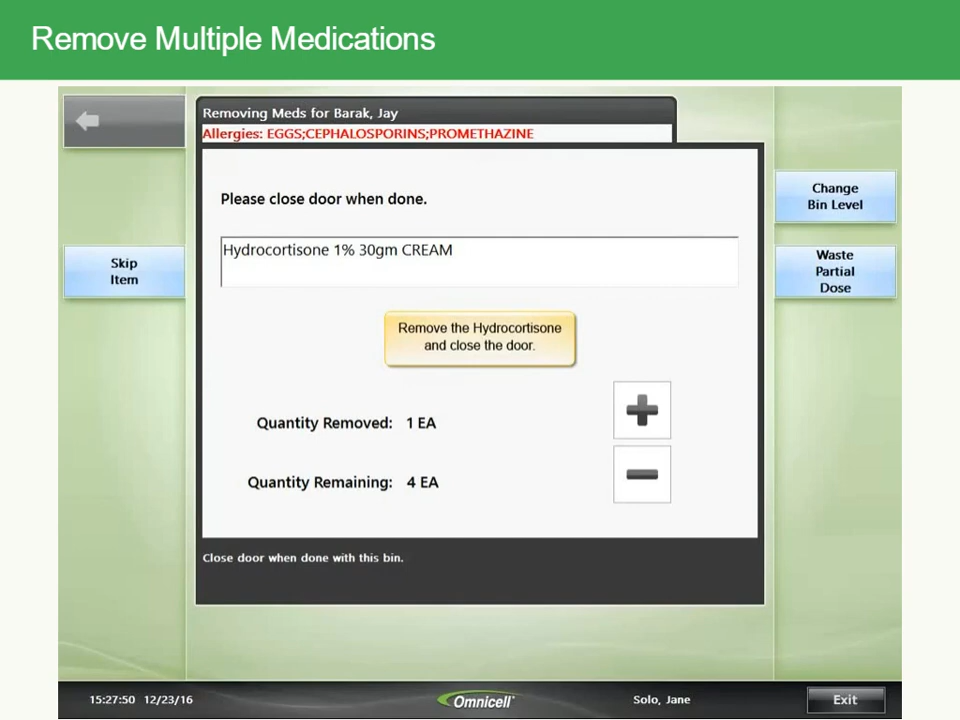 Remove Multiple Medications
Removing Meds for Barak, Jay
Allergies: EGGS;CEPHALOSPORINS;PROMETHAZINE
Please close door when done.
Change
Bin Level
Hydrocortisone 1% 30gm CREAM
Skip
Item
Waste
Partial
Dose
Remove the Hydrocortisone
and close the door.
Quantity Removed: 1 EA
Quantity Remaining: 4 EA
Close door when done with this bin.
15:27:50 12/23/16
Omnicell
Solo, Jane
Exit